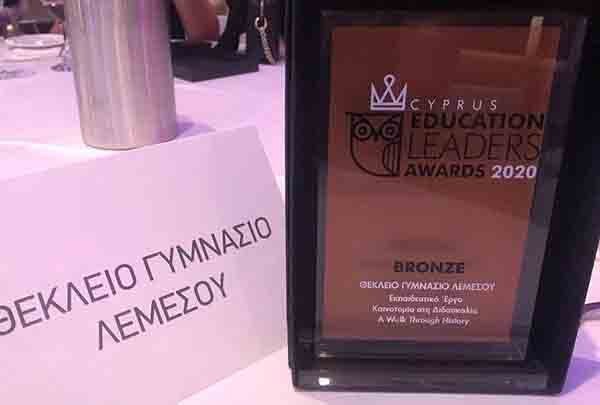 ΘΕΚΛΕΙΟ ΓΥΜΝΑΣΙΟ
ΛΕΜΕΣΟΥ
CYPRUS
EDUCATION
LEADERS
AWARDS 2020
BRONZE
ΘΕΚΛΕΙΟ ΓΥΜΝΑΣΙΟ ΛΕΜΕΣΟΥ
Εκπαιδευτικό Έργο
Καινοτομία στη Διδασκαλία
A Walk Through History